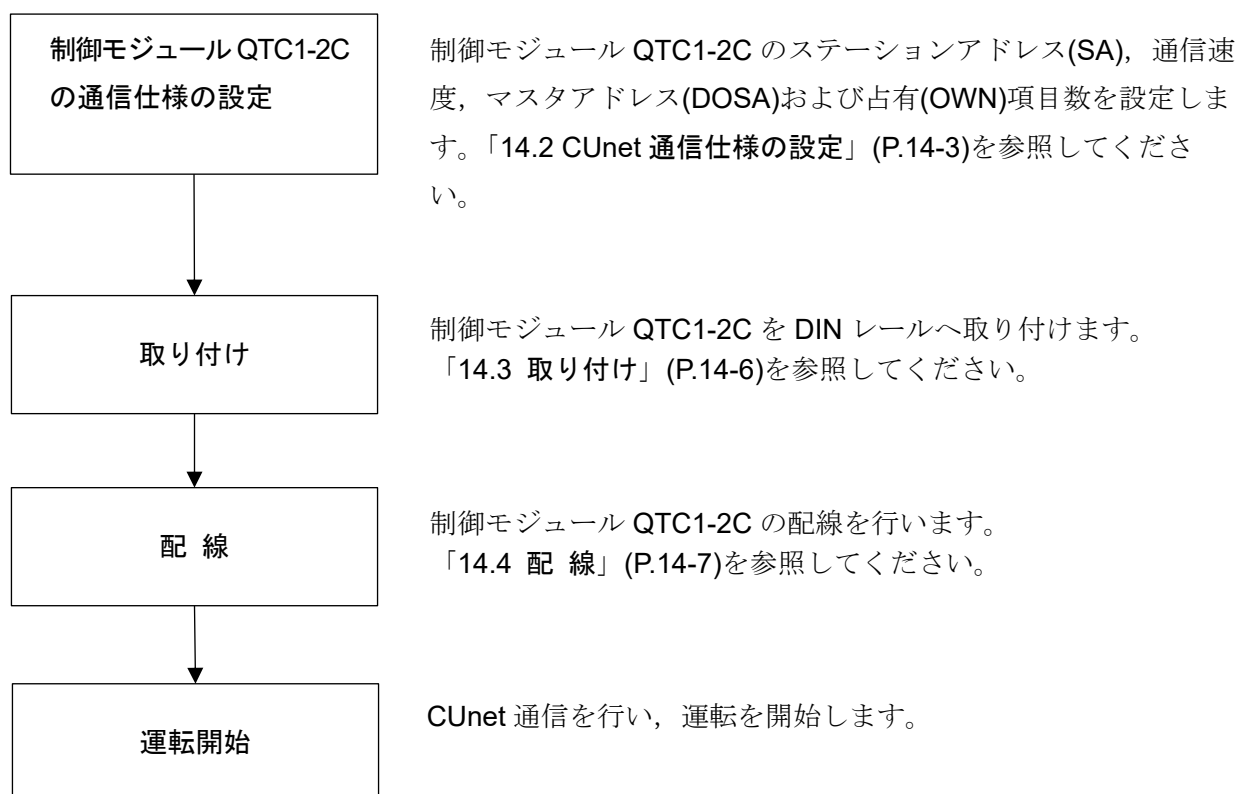 制御モジュール QTC1-2C
の通信仕様の設定
制御モジュール QTC1-2C のステーションアドレス(SA)，通信速
度，マスタアドレス(DOSA)および占有(OWN)項目数を設定しま
す。「14.2 CUnet 通信仕様の設定」(P.14-3)を参照してくださ
い。
取り付け
制御モジュール QTC1-2C を DIN レールへ取り付けます。
「14.3 取り付け」(P.14-6)を参照してください。
配 線
制御モジュール QTC1-2C の配線を行います。
「14.4 配 線」(P.14-7)を参照してください。
運転開始
CUnet 通信を行い，運転を開始します。